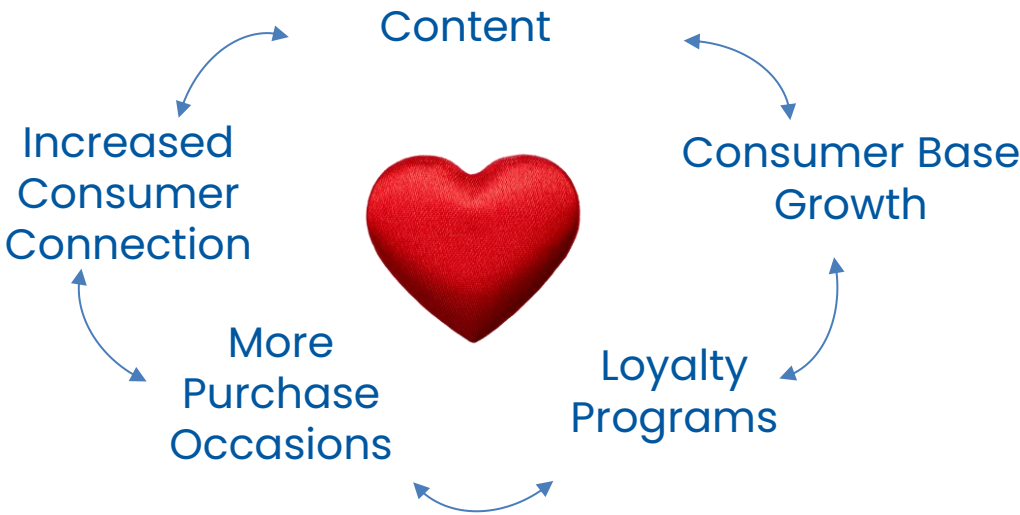 Content
Increased
Consumer
Connection
Consumer Base
Growth
More
Purchase
Occasions
Loyalty
Programs